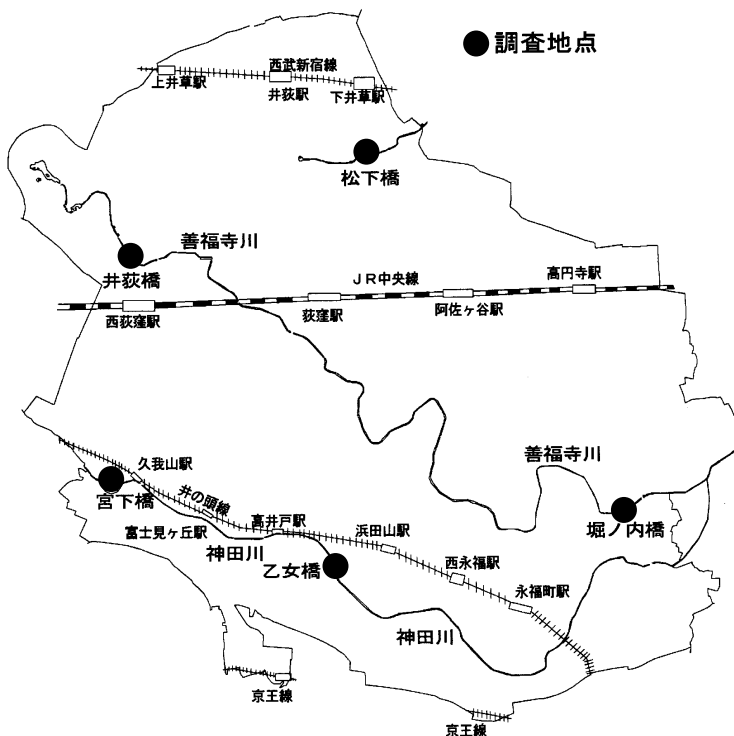 調査地点
西武新宿線
上井草駅
井荻駅
下井草駅
松下橋
善福寺川
井荻橋
JR中央線
高円寺駅
西荻窪駅
荻窪駅
阿佐ヶ谷駅
善福寺川
久我山駅
宮下橋
井の頭線
堀ノ内橋
富士見ヶ丘駅
高井戸駅
浜田山駅
神田川
乙女橋
西永福駅
永福町駅
神田川
京王線
京王線